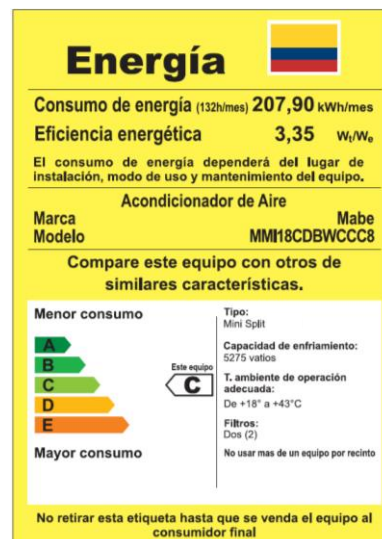 Energía
Consumo de energía (132h/mes) 207,90 kWh/mes
Eficiencia energética 3,35 Wt/We
El consumo de energía dependerá del lugar de
instalación, modo de uso y mantenimiento del equipo.
Acondicionador de Aire
Marca Mabe
Modelo MMI18CDBWCCC8
Compare este equipo con otros de
similares características.
Menor consumo
A
B
C
D
E
Mayor consumo
Este equipo
C
Tipo:
Mini Split
Capacidad de enfriamiento:
5275 vatios
T. ambiente de operación
adecuada:
De +18° a +43°C
Filtros:
Dos (2)
No usar mas de un equipo por recinto
No retirar esta etiqueta hasta que se venda el equipo al
consumidor final